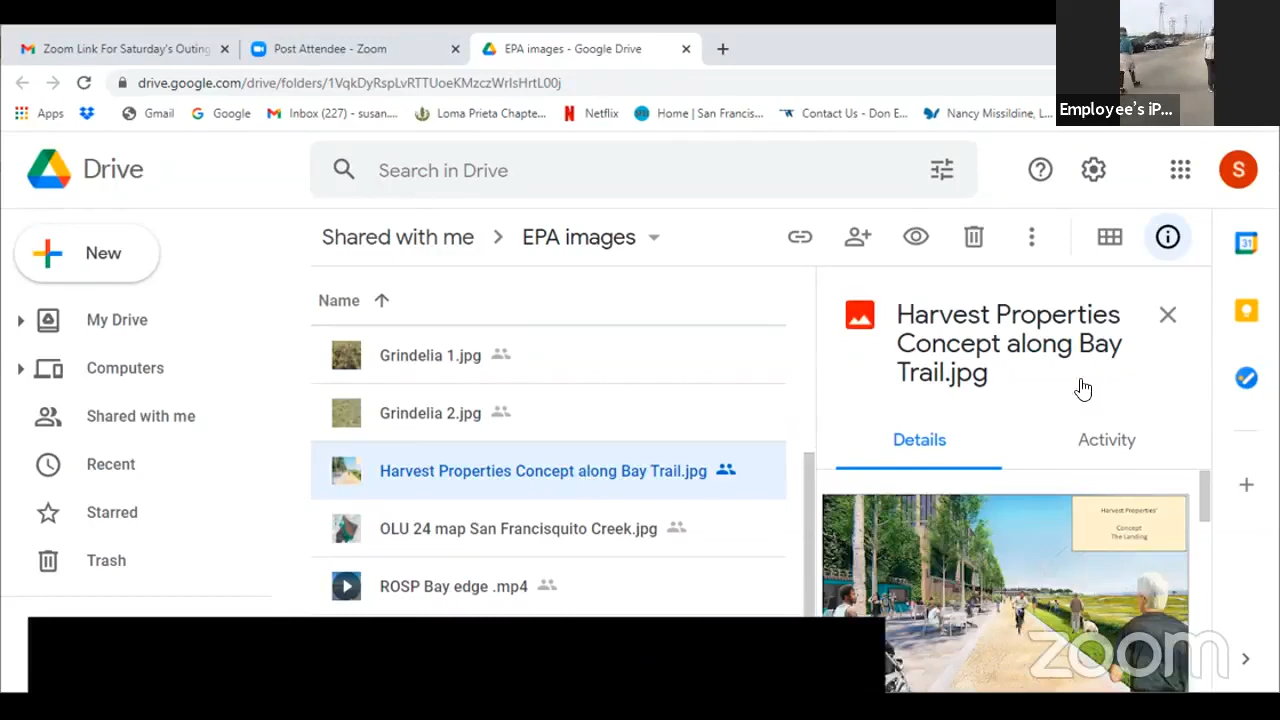 Zoom Link For Saturday's Outing
Post Attendee - Zoom
EPA images - Google Drive
drive.google.com/drive/folders/1VqkDyRspLvRTTUoeKMzczWrIsHrtL00j
Apps
Gmail
Google
Inbox (227) - susan....
Loma Prieta Chapte...
Netflix
Home | San Francis...
Contact Us - Don E...
Nancy Missildine, L...
Employee's iP...
Drive
Search in Drive
S
New
Shared with me
EPA images
31
My Drive
Computers
Shared with me
Recent
Starred
Trash
Name
Grindelia 1.jpg
Grindelia 2.jpg
Harvest Properties Concept along Bay Trail.jpg
OLU 24 map San Francisquito Creek.jpg
ROSP Bay edge .mp4
Harvest Properties
Concept along Bay
Trail.jpg
Details
Activity
Harvest Properties'
Concept
The Landing
zoom